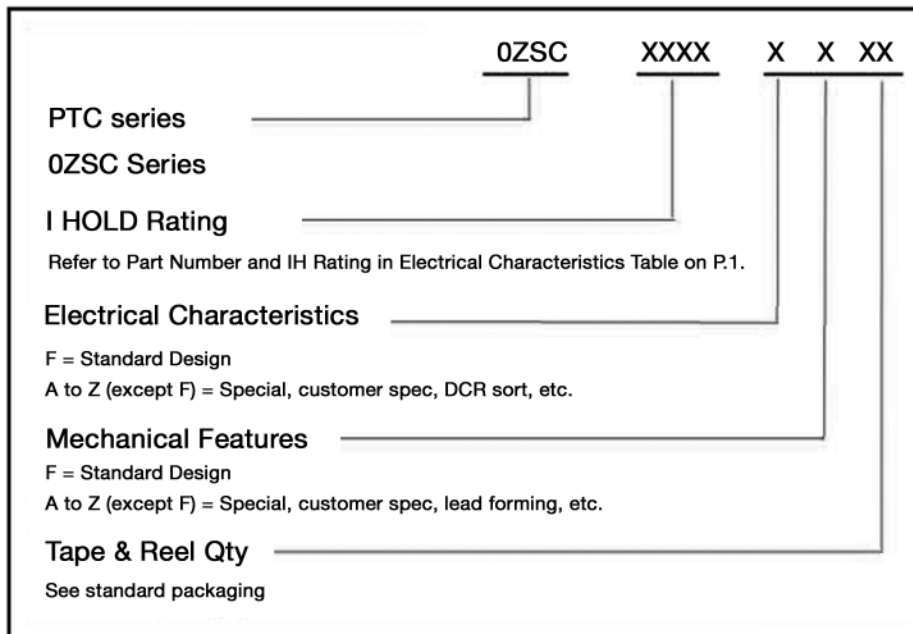 0ZSC XXXX X X XX
PTC series
0ZSC Series
I HOLD Rating
Refer to Part Number and IH Rating in Electrical Characteristics Table on P.1.
Electrical Characteristics
F = Standard Design
A to Z (except F) = Special, customer spec, DCR sort, etc.
Mechanical Features
F = Standard Design
A to Z (except F) = Special, customer spec, lead forming, etc.
Tape & Reel Qty
See standard packaging